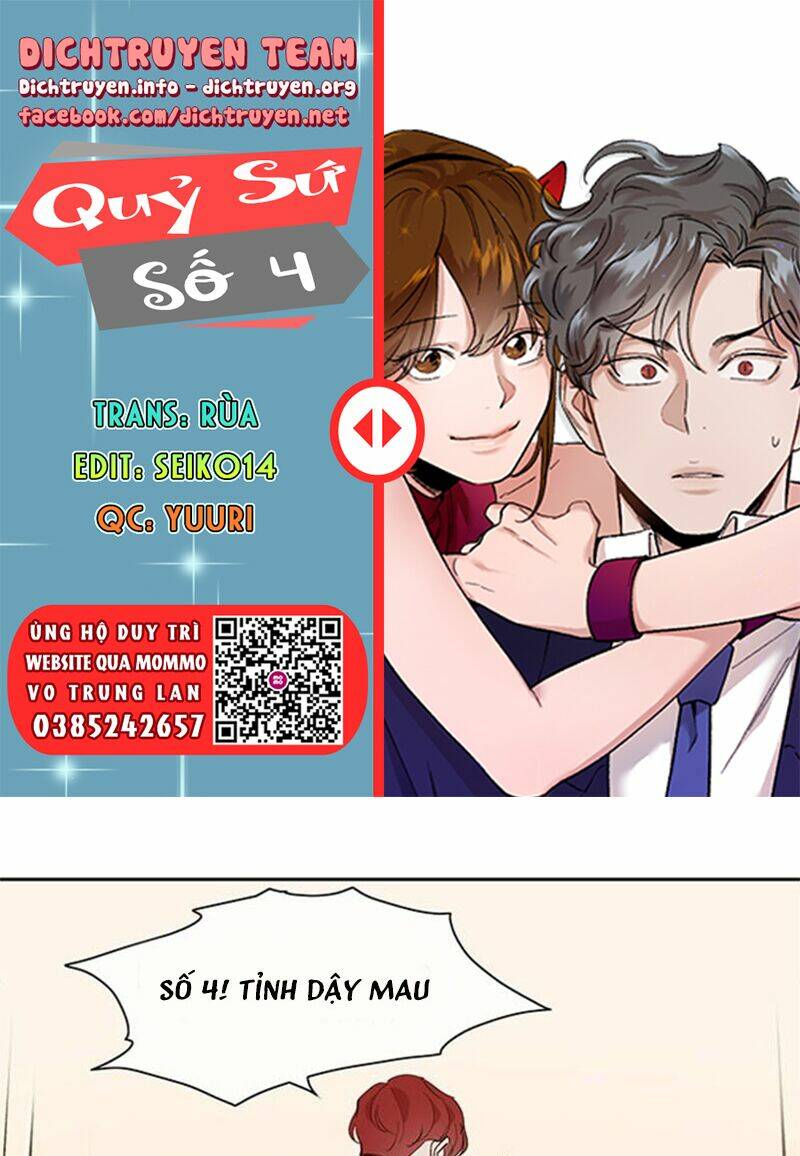 DICHTRUYEN TEAM
Dichtruyen.info - dichtruyen.org
facebook.com/dichtruyen.net
Quỷ Sứ
Số 4
TRANS: RÙA
EDIT: SEIKO14
QC: YUURI
ỦNG HỘ DUY TRÌ
WEBSITE QUA MOMMO
VO TRUNG LAN
0385242657
SỐ 4! TỈNH DẬY MAU